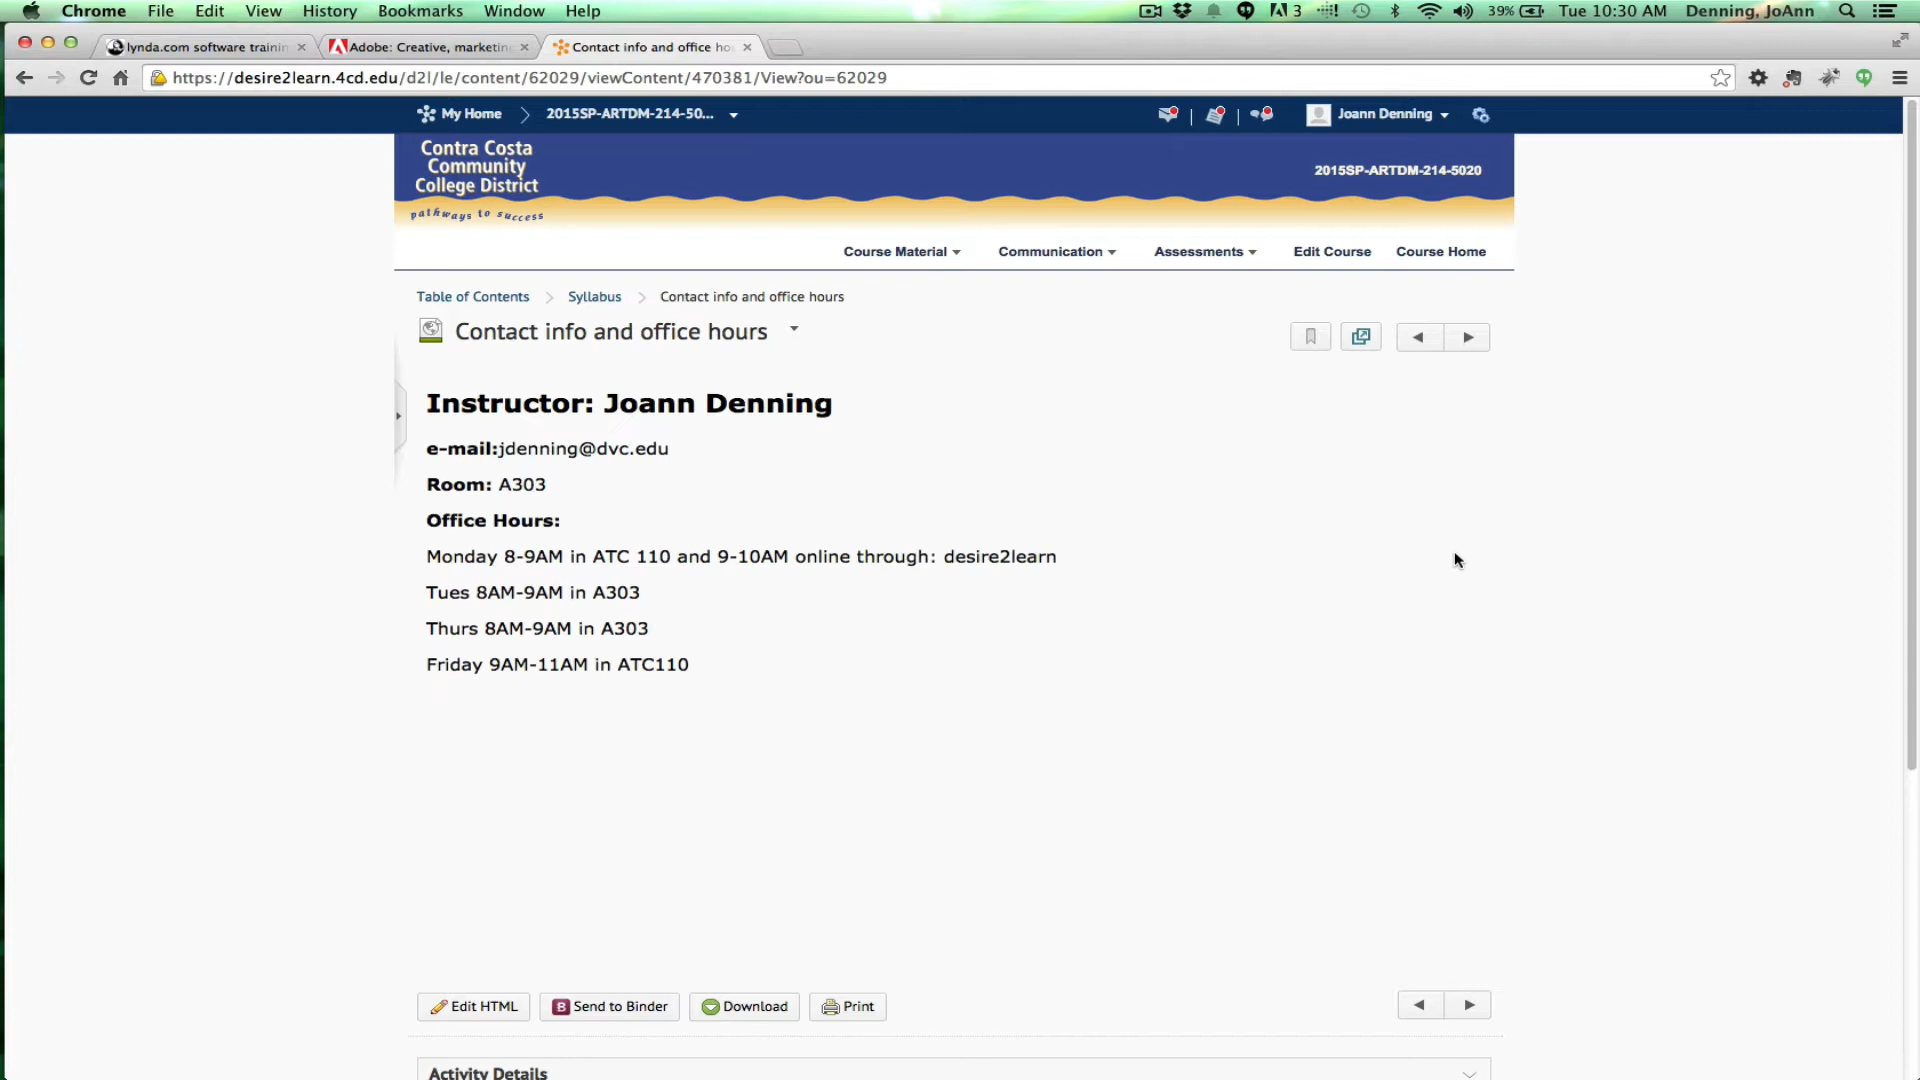 Chrome File Edit View History Bookmarks Window Help 3 39% Tue 10:30 AM Denning, JoAnn
lynda.com software trainin Adobe: Creative, marketin Contact info and office ho
https://desire2learn.4cd.edu/d2l/le/content/62029/viewContent/470381/View?ou=62029
My Home 2015SP-ARTDM-214-50... Joann Denning
Contra Costa
Community
College District
pathways to success
2015SP-ARTDM-214-5020
Course Material Communication Assessments Edit Course Course Home
Table of Contents Syllabus Contact info and office hours
Contact info and office hours
Instructor: Joann Denning
e-mail:jdenning@dvc.edu
Room: A303
Office Hours:
Monday 8-9AM in ATC 110 and 9-10AM online through: desire2learn
Tues 8AM-9AM in A303
Thurs 8AM-9AM in A303
Friday 9AM-11AM in ATC110
Edit HTML B Send to Binder Download Print
Activity Details